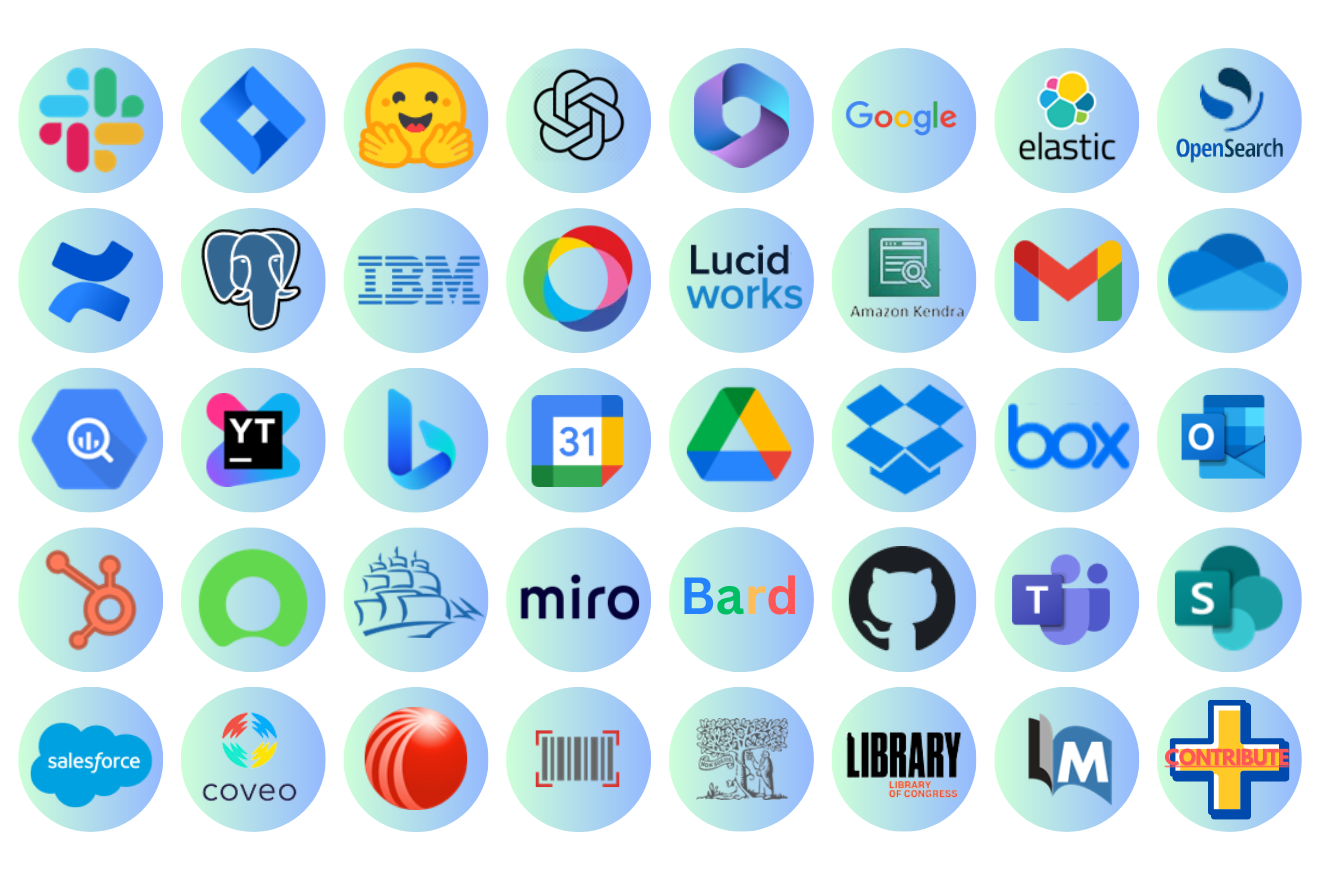 Google
elastic
OpenSearch
IBM
Lucid
works
Amazon Kendra
YT
31
box
O
miro
Bard
T
S
salesforce
coveo
LIBRARY
LIBRARY
OF CONGRESS
M
CONTRIBUTE